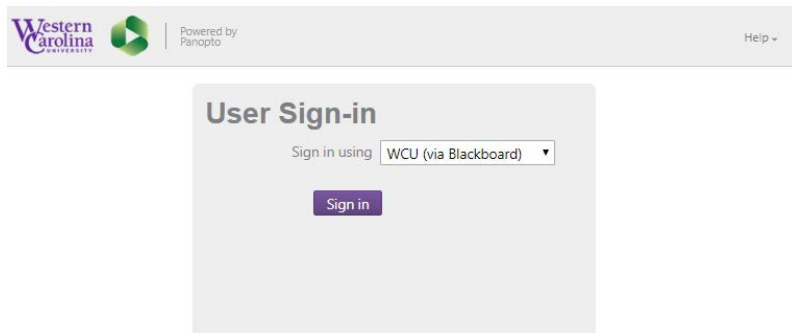 Western
Carolina
UNIVERSITY
Powered by
Panopto
Help
User Sign-in
Sign in using WCU (via Blackboard)
Sign in